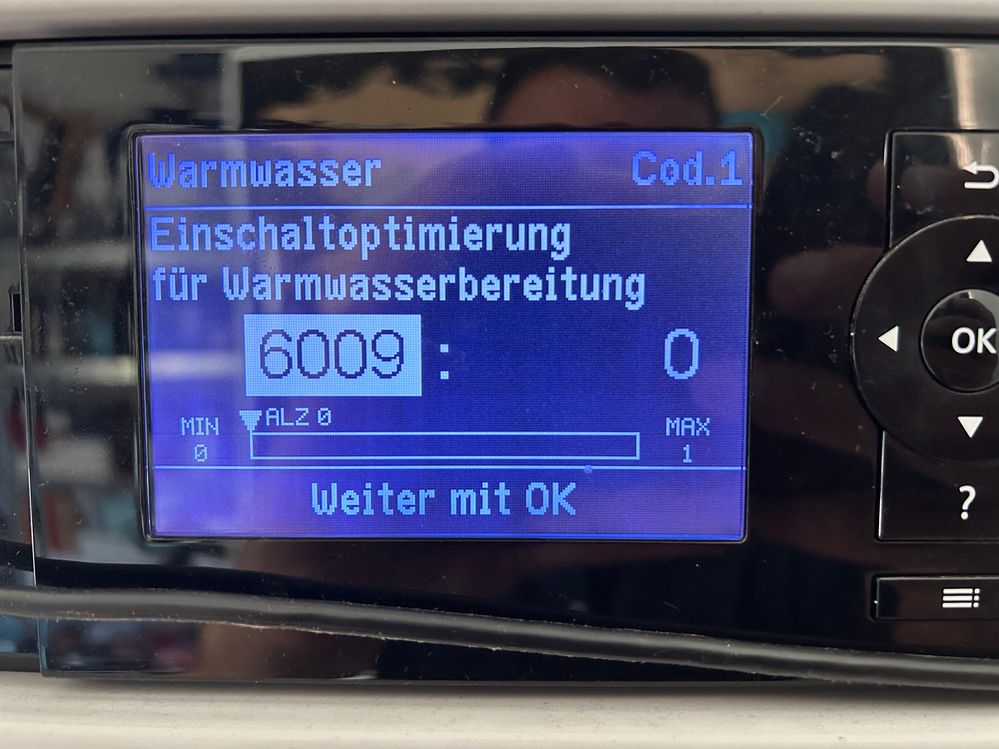 Warmwasser Cod.1
Einschaltoptimierung
für Warmwasserbereitung
6009 : 0
MIN ALZ 0 MAX
0 1
Weiter mit OK
OK
?